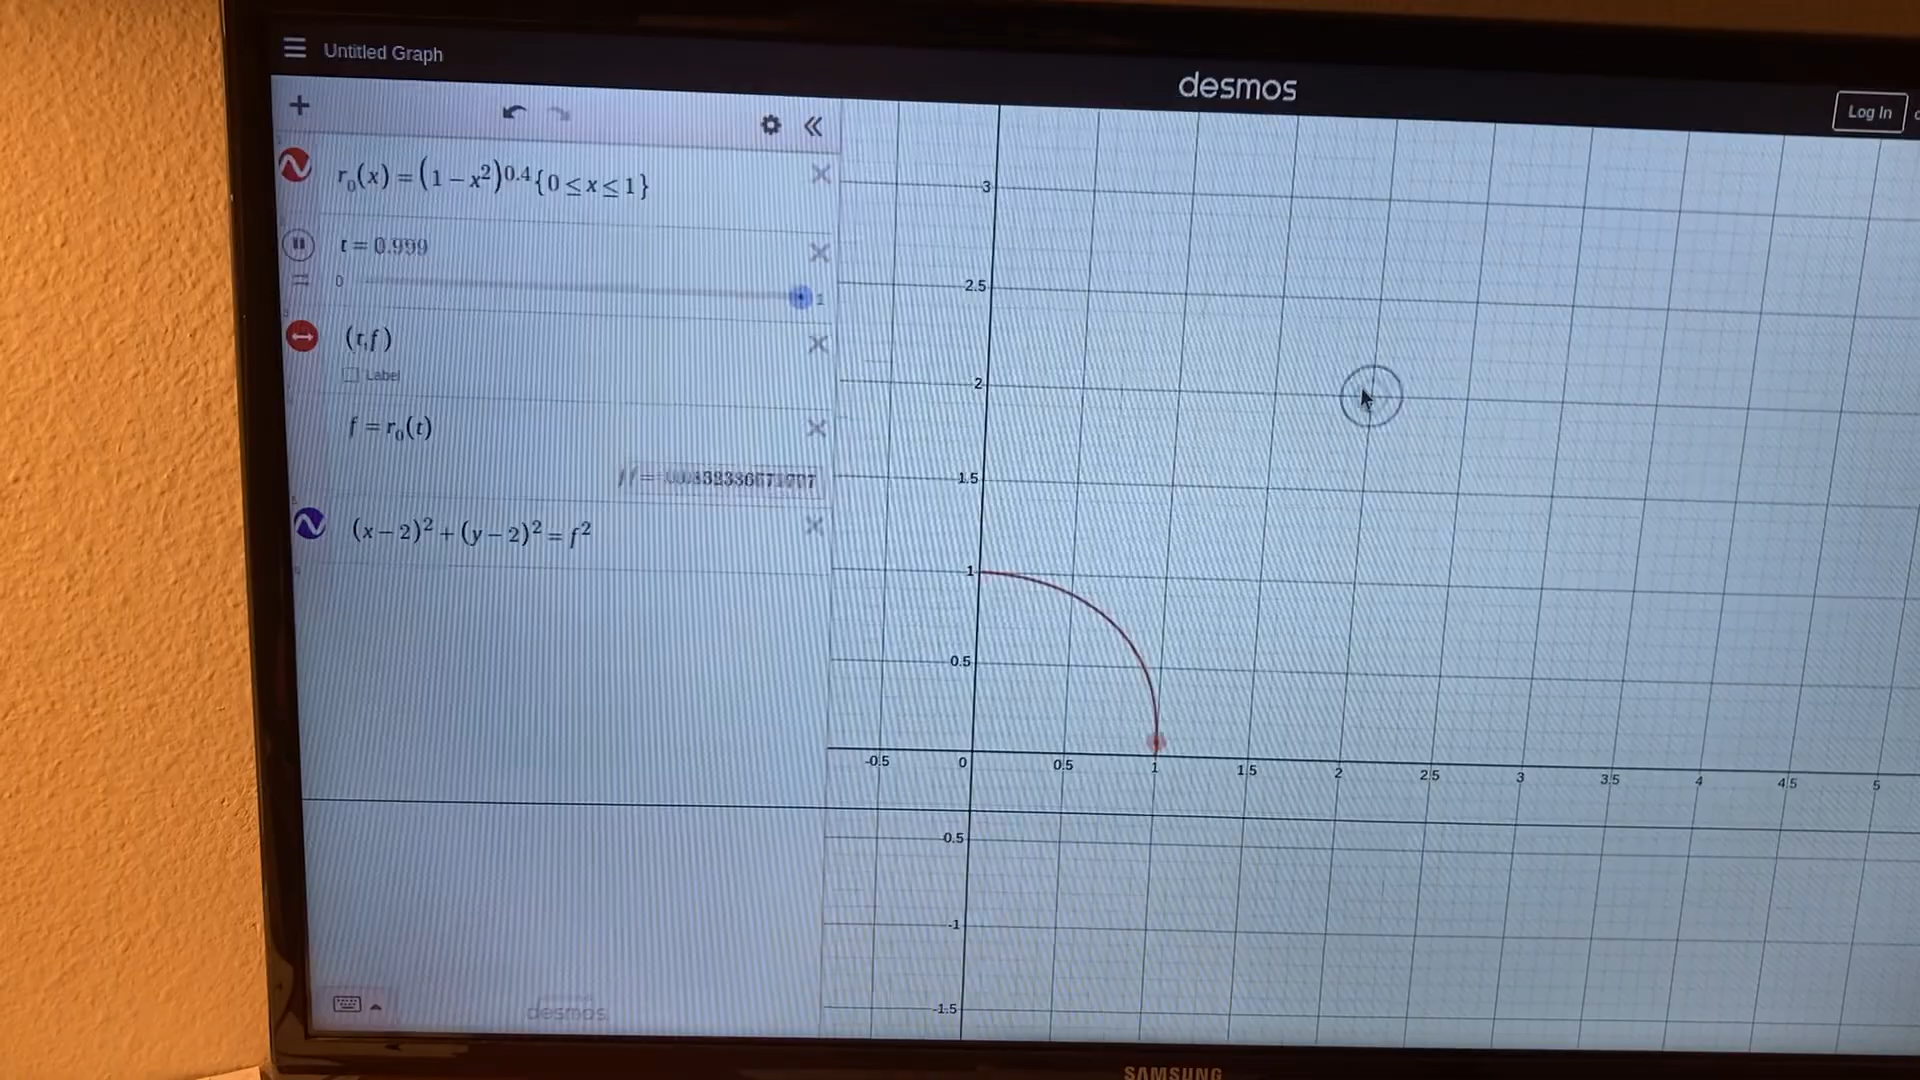 Untitled Graph
desmos
Log In
r₀(x) = (1 − x²)^0.4 {0 ≤ x ≤ 1}
t = 0.999
0
1
(t, f)
Label
f = r₀(t)
(x − 2)² + (y − 2)² = f²
desmos
3
2.5
2
1.5
1
0.5
-0.5 0 0.5 1 1.5 2 2.5 3 3.5 4 4.5 5
-0.5
-1
-1.5
SAMSUNG